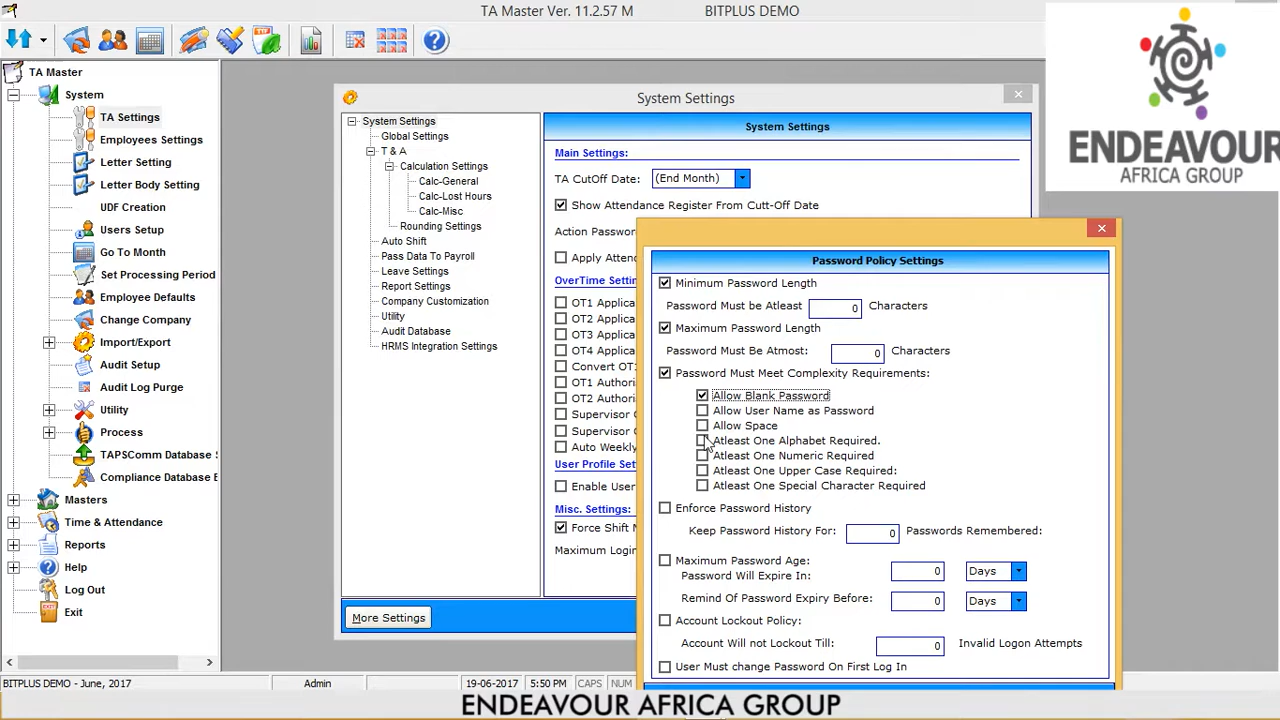 TA Master Ver. 11.2.57 M BITPLUS DEMO
ENDEAVOUR
AFRICA GROUP
TA Master
System
TA Settings
Employees Settings
Letter Setting
Letter Body Setting
UDF Creation
Users Setup
Go To Month
Set Processing Period
Employee Defaults
Change Company
Import/Export
Audit Setup
Audit Log Purge
Utility
Process
TAPSComm Database S
Compliance Database E
Masters
Time & Attendance
Reports
Help
Log Out
Exit
System Settings
System Settings
Global Settings
T & A
Calculation Settings
Calc-General
Calc-Lost Hours
Calc-Misc
Rounding Settings
Auto Shift
Pass Data To Payroll
Leave Settings
Report Settings
Company Customization
Utility
Audit Database
HRMS Integration Settings
More Settings
System Settings
Main Settings:
TA CutOff Date: (End Month)
Show Attendance Register From Cutt-Off Date
Action Passwor
Apply Attend
OverTime Settin
OT1 Applica
OT2 Applica
OT3 Applica
OT4 Applica
Convert OT1
OT1 Authori
OT2 Authori
Supervisor C
Supervisor C
Auto Weekly
User Profile Set
Enable User
Misc. Settings:
Force Shift M
Maximum Login
Password Policy Settings
Minimum Password Length
Password Must be Atleast 0 Characters
Maximum Password Length
Password Must Be Atmost: 0 Characters
Password Must Meet Complexity Requirements:
Allow Blank Password
Allow User Name as Password
Allow Space
Atleast One Alphabet Required.
Atleast One Numeric Required
Atleast One Upper Case Required:
Atleast One Special Character Required
Enforce Password History
Keep Password History For: 0 Passwords Remembered:
Maximum Password Age:
Password Will Expire In: 0 Days
Remind Of Password Expiry Before: 0 Days
Account Lockout Policy:
Account Will not Lockout Till: 0 Invalid Logon Attempts
User Must change Password On First Log In
BITPLUS DEMO - June, 2017 Admin 19-06-2017 5:50 PM CAPS NUM
ENDEAVOUR AFRICA GROUP